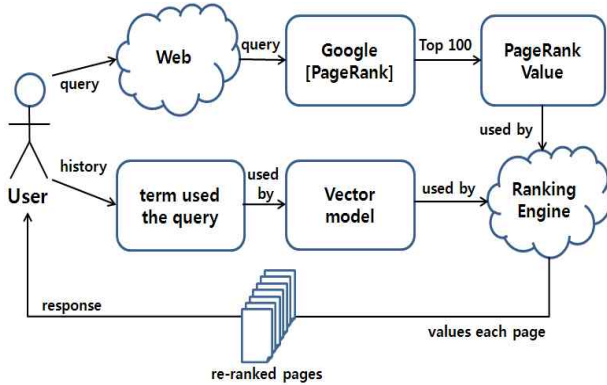 query
Web
query
Google
[PageRank]
Top 100
PageRank
Value
used by
User
history
term used
the query
used
by
Vector
model
used by
Ranking
Engine
response
re-ranked pages
values each page